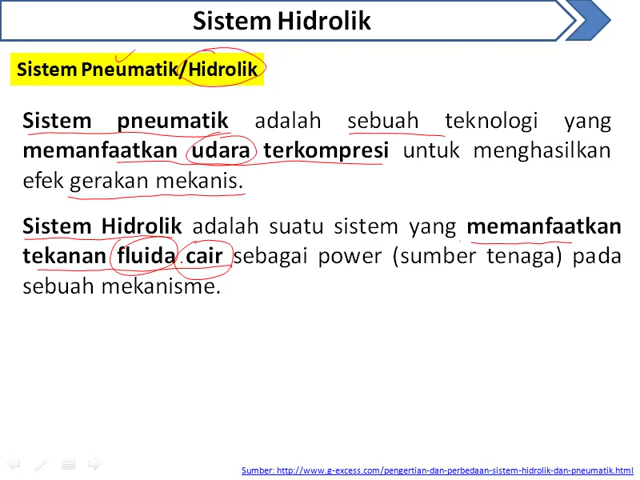 Sistem Hidrolik
Sistem Pneumatik/Hidrolik
Sistem pneumatik adalah sebuah teknologi yang
memanfaatkan udara terkompresi untuk menghasilkan
efek gerakan mekanis.
Sistem Hidrolik adalah suatu sistem yang memanfaatkan
tekanan fluida cair sebagai power (sumber tenaga) pada
sebuah mekanisme.
Sumber: http://www.g-excess.com/pengertian-dan-perbedaan-sistem-hidrolik-dan-pneumatik.html